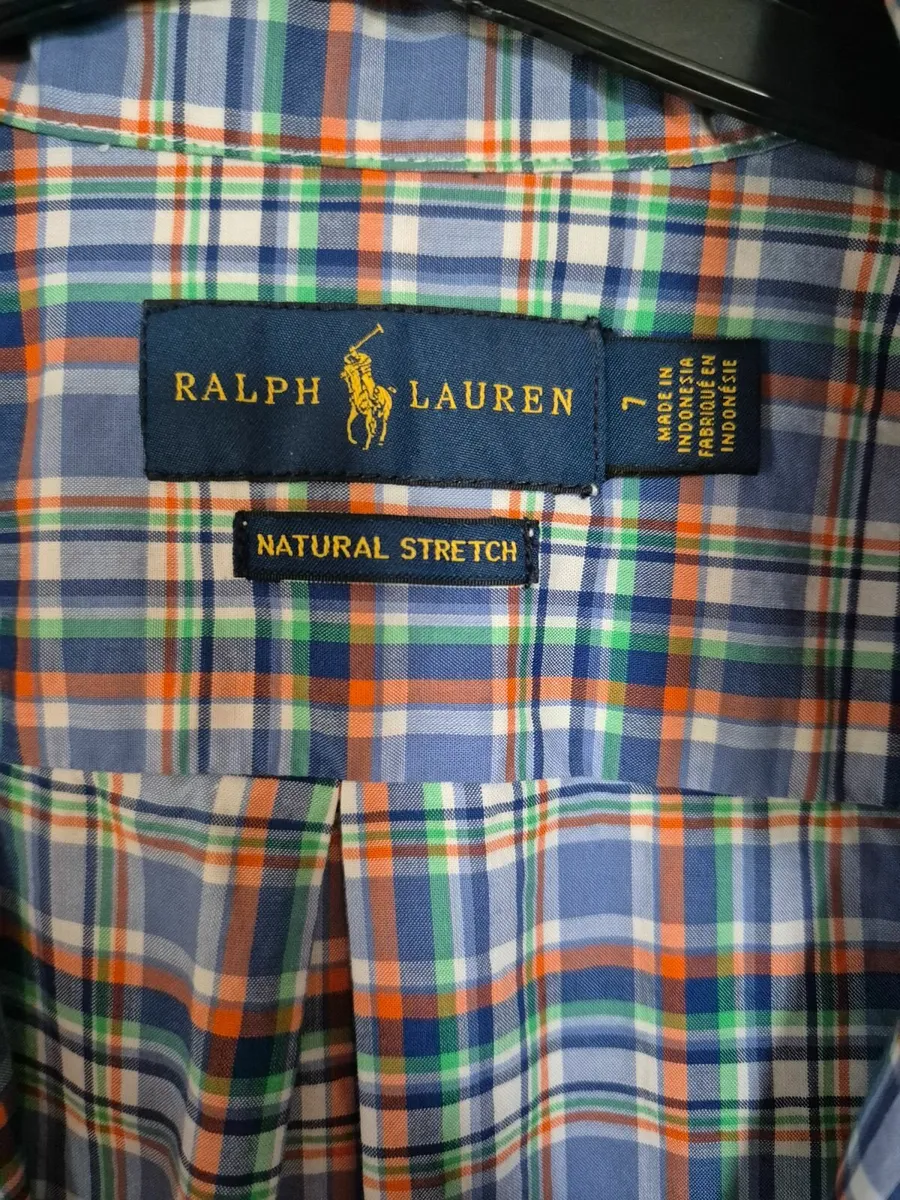 RALPH LAUREN
7
MADE IN
INDONESIA
FABRIQUÉ EN
INDONÉSIE
NATURAL STRETCH